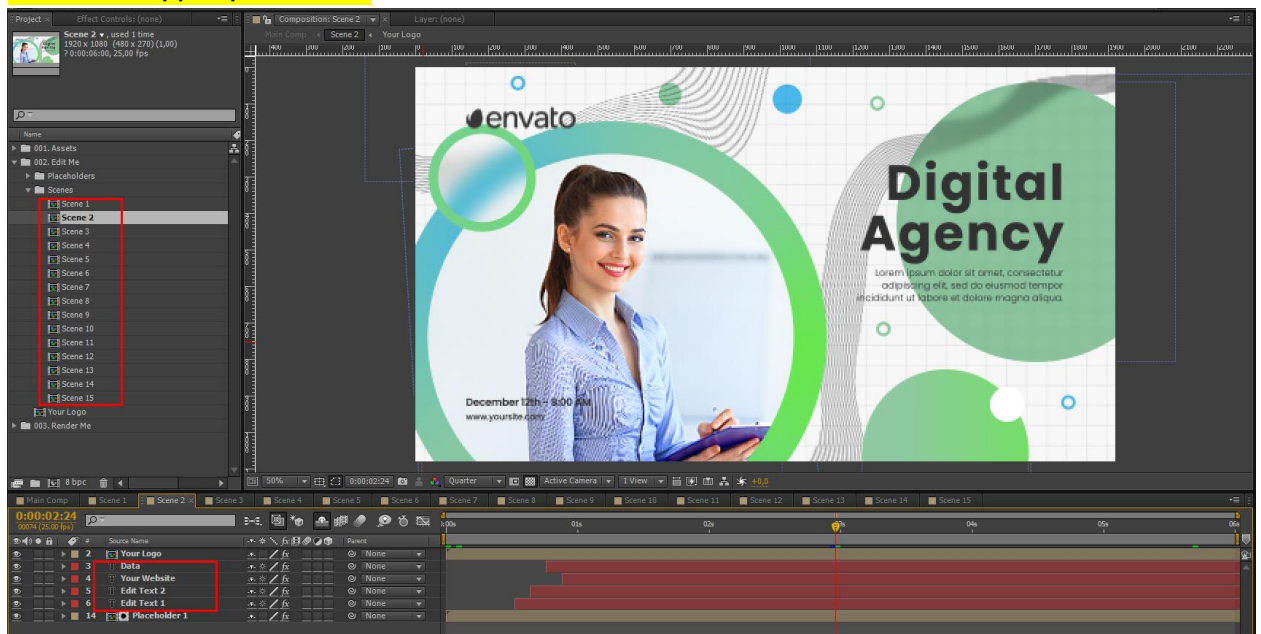 Project × Effect Controls: (none)
Scene 2 ▾, used 1 time
1920 x 1080 (480 x 270) (1,00)
? 0:00:06:00, 25,00 fps
Name
001. Assets
002. Edit Me
Placeholders
Scenes
Scene 1
Scene 2
Scene 3
Scene 4
Scene 5
Scene 6
Scene 7
Scene 8
Scene 9
Scene 10
Scene 11
Scene 12
Scene 13
Scene 14
Scene 15
Your Logo
003. Render Me
8 bpc
Composition: Scene 2 Layer: (none)
Main Comp Scene 2 Your Logo
envato
Digital
Agency
Lorem ipsum dolor sit amet, consectetur
adipiscing elit, sed do eiusmod tempor
incididunt ut labore et dolore magna aliqua.
December 12th - 8:00 AM
www.yoursite.com
50% 0:00:02:24 Quarter Active Camera 1 View +0,0
Main Comp Scene 1 Scene 2 × Scene 3 Scene 4 Scene 5 Scene 6 Scene 7 Scene 8 Scene 9 Scene 10 Scene 11 Scene 12 Scene 13 Scene 14 Scene 15
0:00:02:24
00074 (25.00 fps)
01s 02s 04s 05s 06s
# Source Name Parent
2 Your Logo None
3 Data None
4 Your Website None
5 Edit Text 2 None
6 Edit Text 1 None
14 Placeholder 1 None